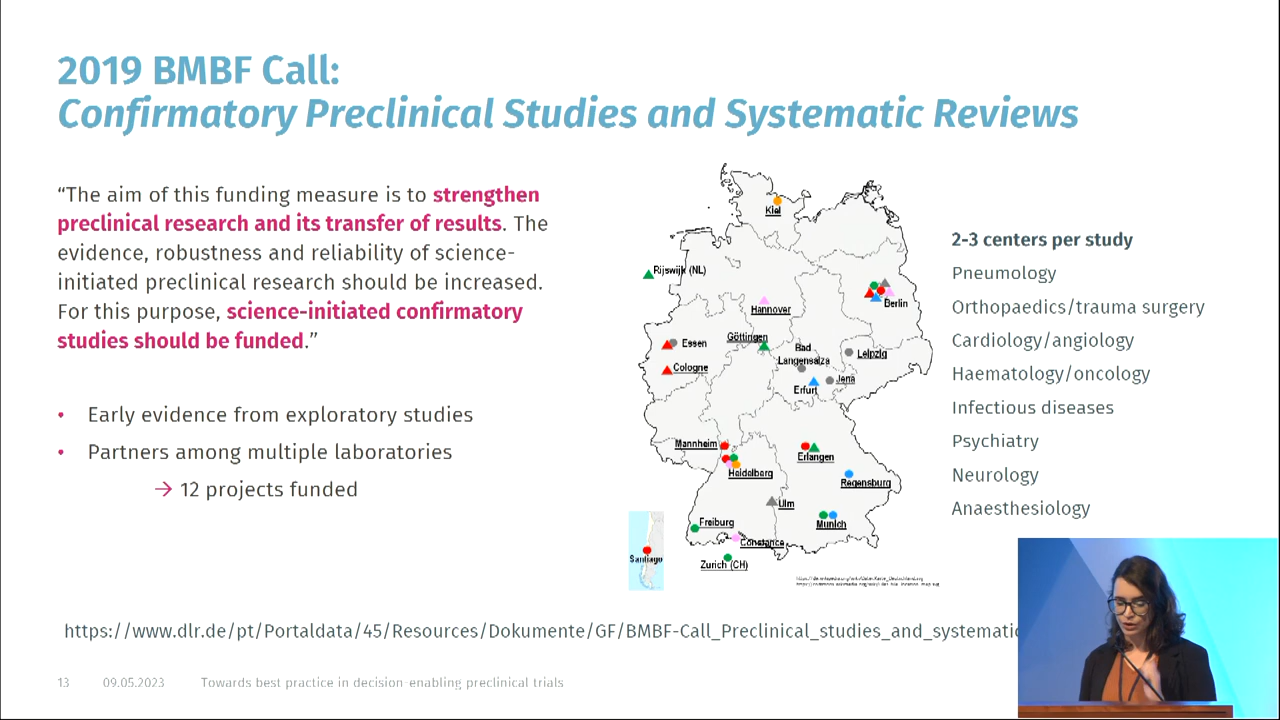 2019 BMBF Call:
Confirmatory Preclinical Studies and Systematic Reviews
“The aim of this funding measure is to strengthen
preclinical research and its transfer of results. The
evidence, robustness and reliability of science-
initiated preclinical research should be increased.
For this purpose, science-initiated confirmatory
studies should be funded.”
• Early evidence from exploratory studies
• Partners among multiple laboratories
→ 12 projects funded
Kiel
Rijswijk (NL)
Berlin
Hannover
Göttingen
Essen
Bad
Langensalza
Leipzig
Cologne
Erfurt
Jena
Mannheim
Erlangen
Heidelberg
Regensburg
Ulm
Freiburg
Munich
Constance
Zurich (CH)
Santiago
2-3 centers per study
Pneumology
Orthopaedics/trauma surgery
Cardiology/angiology
Haematology/oncology
Infectious diseases
Psychiatry
Neurology
Anaesthesiology
https://www.dlr.de/pt/Portaldata/45/Resources/Dokumente/GF/BMBF-Call_Preclinical_studies_and_systematic
13 09.05.2023 Towards best practice in decision-enabling preclinical trials